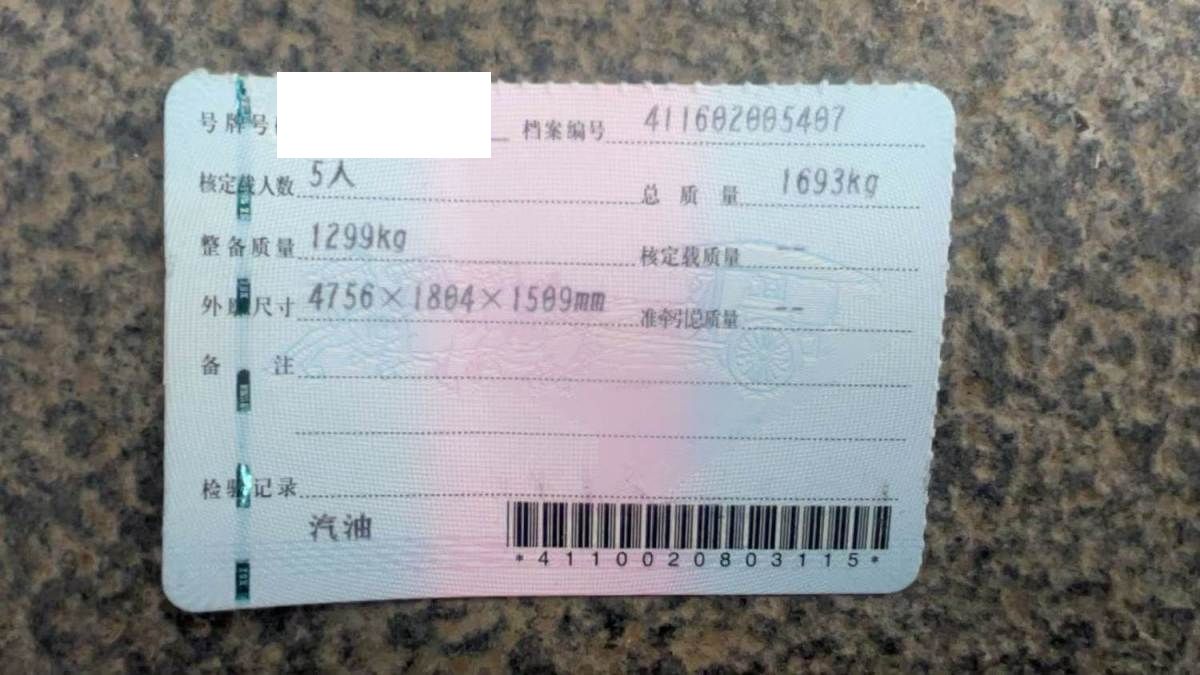 号牌号 档案编号 411602005407
核定载人数 5人 总质量 1693kg
整备质量 1299kg 核定载质量 --
外廓尺寸 4756×1804×1509mm 准牵引总质量 --
备注
检验记录
汽油
*4110020803115*